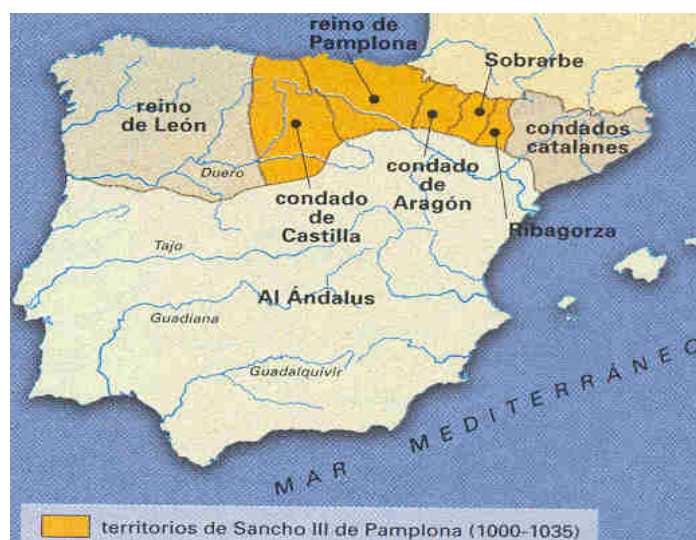 reino de
Pamplona
Sobrarbe
reino
de León
condados
catalanes
Duero
condado
de
Aragón
condado
de
Castilla
Ribagorza
Tajo
Al Ándalus
Guadiana
Guadalquivir
MAR MEDITERRÁNEO
territorios de Sancho III de Pamplona (1000-1035)